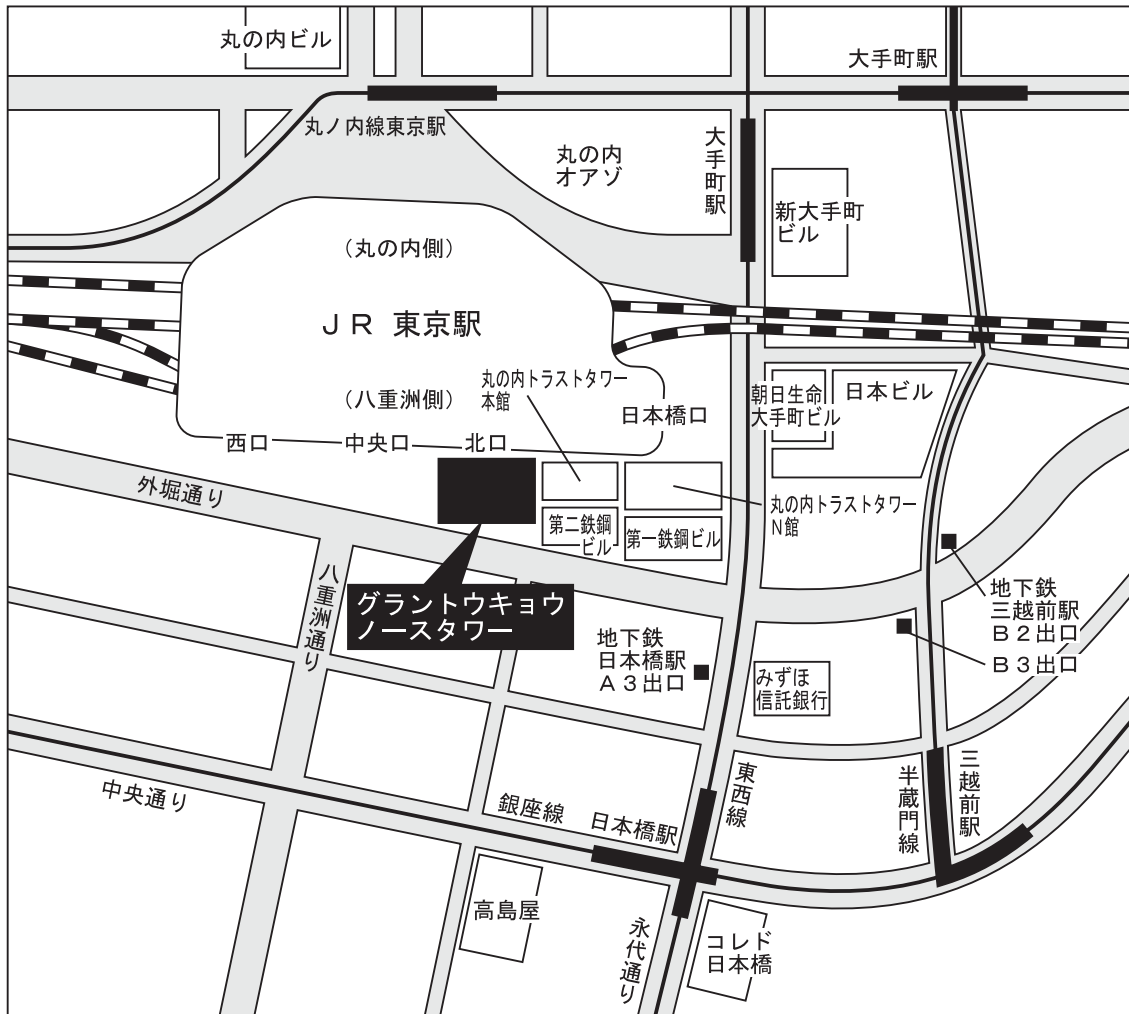 丸の内ビル
大手町駅
丸ノ内線東京駅
丸の内
オアゾ
大手町駅
新大手町
ビル
（丸の内側）
ＪＲ 東京駅
（八重洲側）
丸の内トラストタワー
本館
日本橋口
朝日生命
大手町ビル
日本ビル
西口
中央口
北口
外堀通り
第二鉄鋼
ビル
第一鉄鋼ビル
丸の内トラストタワー
Ｎ館
八重洲通り
グラントウキョウ
ノースタワー
地下鉄
日本橋駅
Ａ３出口
地下鉄
三越前駅
Ｂ２出口
Ｂ３出口
みずほ
信託銀行
中央通り
銀座線
日本橋駅
東西線
半蔵門線
三越前駅
高島屋
永代通り
コレド
日本橋